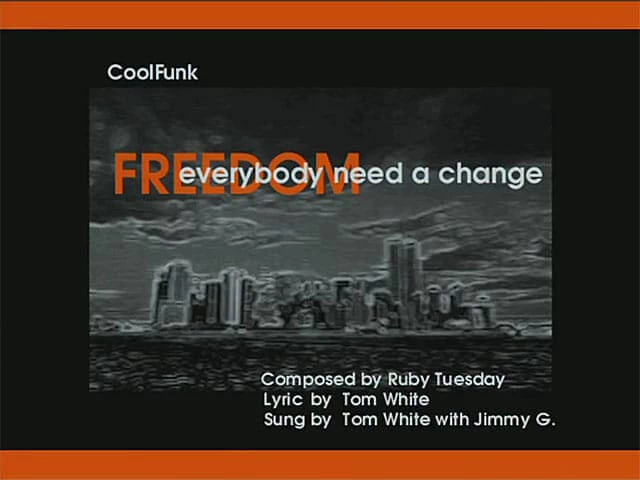 CoolFunk
FREEDOM
everybody need a change
Composed by Ruby Tuesday
Lyric by Tom White
Sung by Tom White with Jimmy G.